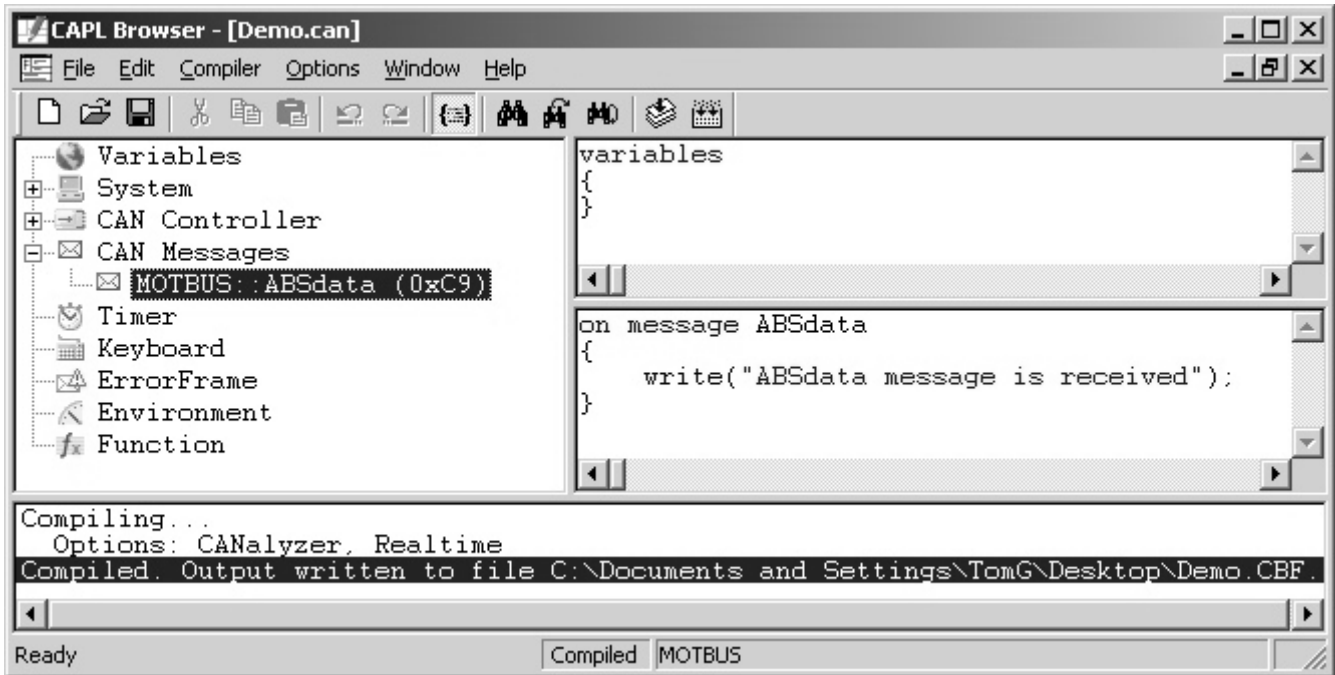 CAPL Browser - [Demo.can]
File Edit Compiler Options Window Help
Variables
System
CAN Controller
CAN Messages
MOTBUS::ABSdata (0xC9)
Timer
Keyboard
ErrorFrame
Environment
Function
variables
{
}
on message ABSdata
{
write("ABSdata message is received");
}
Compiling...
Options: CANalyzer, Realtime
Compiled. Output written to file C:\Documents and Settings\TomG\Desktop\Demo.CBF.
Ready Compiled MOTBUS